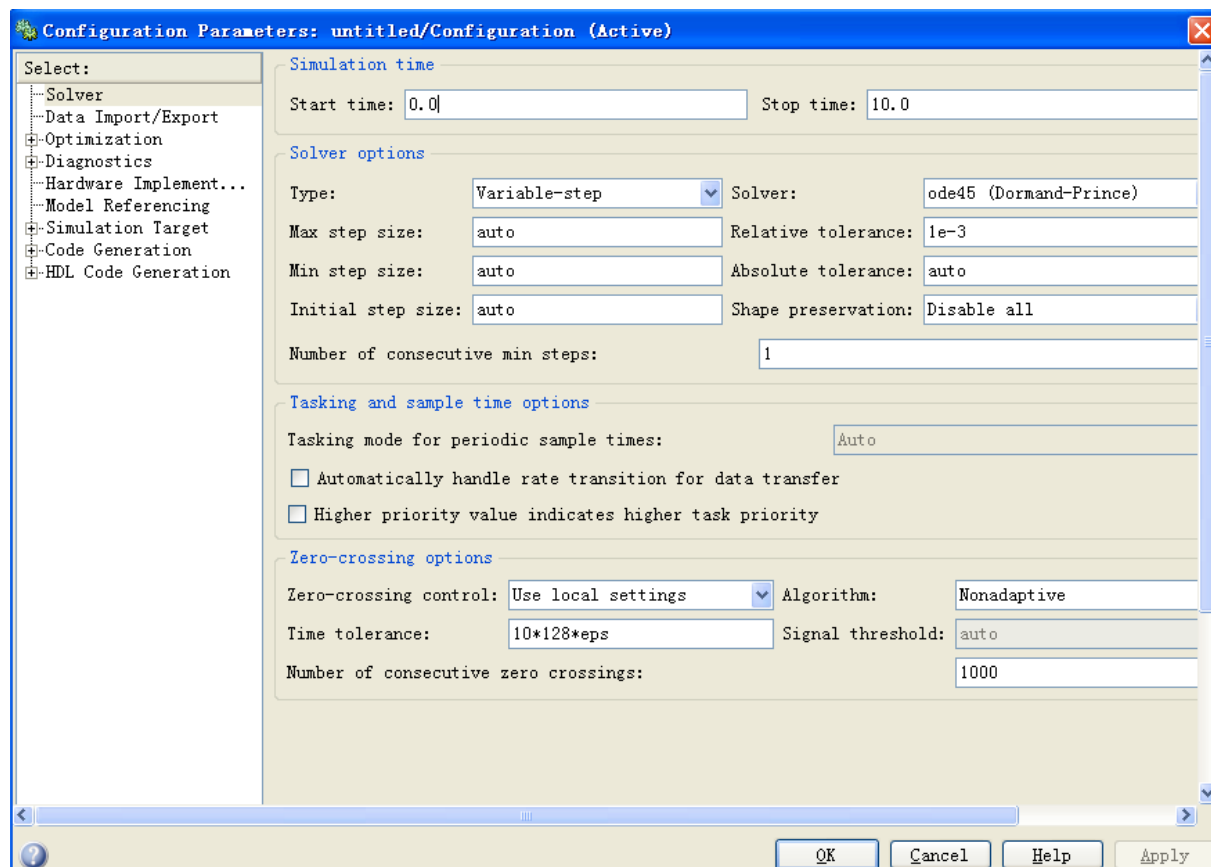 Configuration Parameters: untitled/Configuration (Active)
Select:
Solver
Data Import/Export
Optimization
Diagnostics
Hardware Implement...
Model Referencing
Simulation Target
Code Generation
HDL Code Generation
Simulation time
Start time: 0.0 Stop time: 10.0
Solver options
Type: Variable-step Solver: ode45 (Dormand-Prince)
Max step size: auto Relative tolerance: 1e-3
Min step size: auto Absolute tolerance: auto
Initial step size: auto Shape preservation: Disable all
Number of consecutive min steps: 1
Tasking and sample time options
Tasking mode for periodic sample times: Auto
Automatically handle rate transition for data transfer
Higher priority value indicates higher task priority
Zero-crossing options
Zero-crossing control: Use local settings Algorithm: Nonadaptive
Time tolerance: 10*128*eps Signal threshold: auto
Number of consecutive zero crossings: 1000
OK Cancel Help Apply